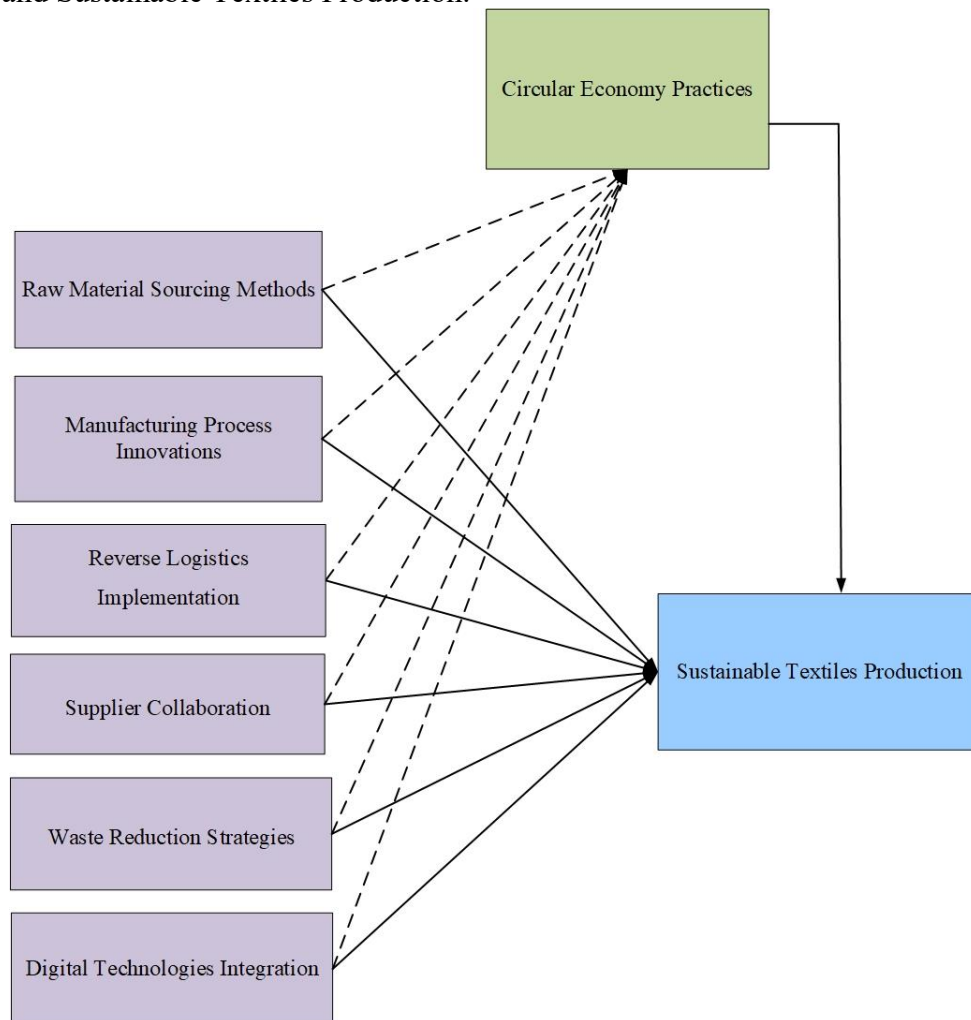 and Sustainable Textiles Production.
Circular Economy Practices
Raw Material Sourcing Methods
Manufacturing Process
Innovations
Reverse Logistics
Implementation
Supplier Collaboration
Sustainable Textiles Production
Waste Reduction Strategies
Digital Technologies Integration